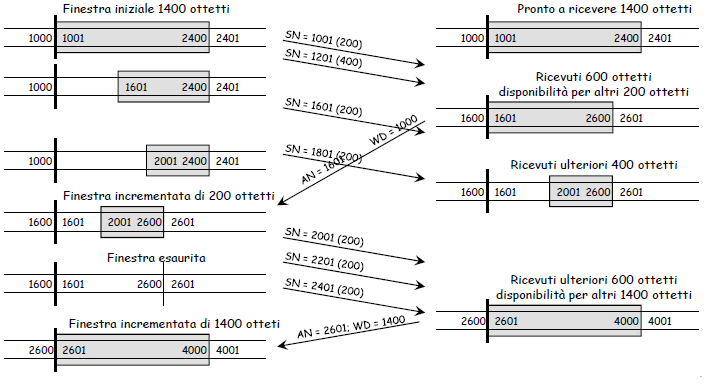 Finestra iniziale 1400 ottetti
Pronto a ricevere 1400 ottetti
1000 1001 2400 2401
SN = 1001 (200)
1000 1001 2400 2401
SN = 1201 (400)
1000 1601 2400 2401
Ricevuti 600 ottetti
disponibilità per altri 200 ottetti
SN = 1601 (200)
1600 1601 2600 2601
AN = 1601 WD = 1000
SN = 1801 (200)
1000 2001 2400 2401
Ricevuti ulteriori 400 ottetti
1600 1601 2001 2600 2601
Finestra incrementata di 200 ottetti
1600 1601 2001 2600 2601
SN = 2001 (200)
Finestra esaurita
SN = 2201 (200)
1600 1601 2600 2601
SN = 2401 (200)
Ricevuti ulteriori 600 ottetti
disponibilità per altri 1400 ottetti
Finestra incrementata di 1400 otteti
AN = 2601; WD = 1400
2600 2601 4000 4001
2600 2601 4000 4001